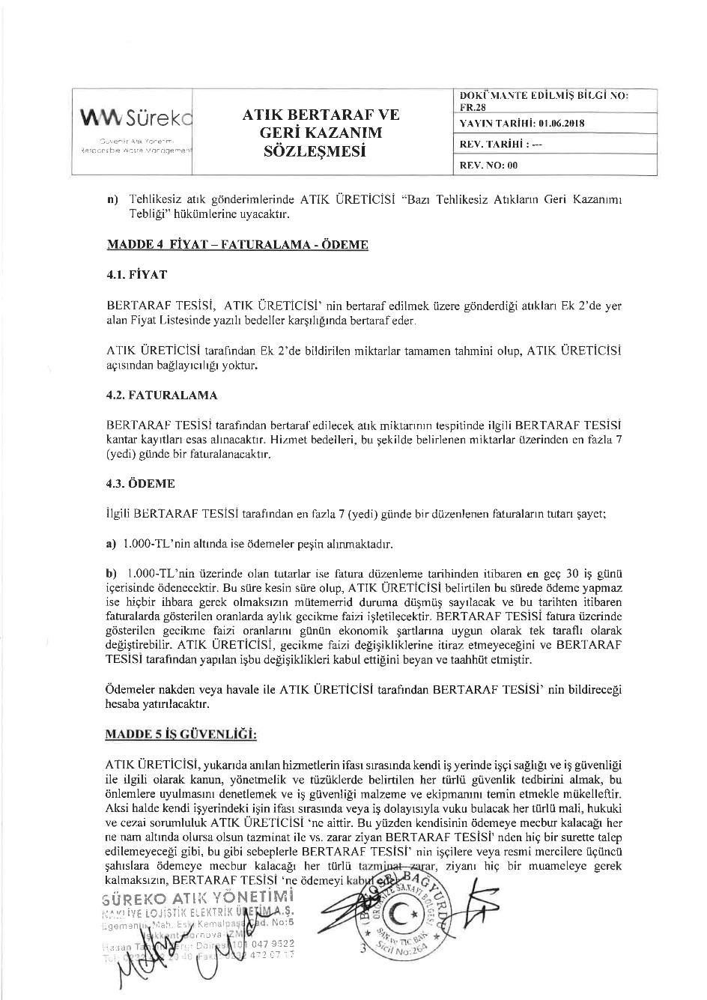 Süreko
Güvenilir Atık Yönetimi
Responsible Waste Management
ATIK BERTARAF VE
GERİ KAZANIM
SÖZLEŞMESİ
DOKÜMANTE EDİLMİŞ BİLGİ NO:
FR.28
YAYIN TARİHİ: 01.06.2018
REV. TARİHİ : ---
REV. NO: 00
n) Tehlikesiz atık gönderimlerinde ATIK ÜRETİCİSİ “Bazı Tehlikesiz Atıkların Geri Kazanımı
Tebliği” hükümlerine uyacaktır.
MADDE 4 FİYAT – FATURALAMA - ÖDEME
4.1. FİYAT
BERTARAF TESİSİ, ATIK ÜRETİCİSİ’ nin bertaraf edilmek üzere gönderdiği atıkları Ek 2’de yer
alan Fiyat Listesinde yazılı bedeller karşılığında bertaraf eder.
ATIK ÜRETİCİSİ tarafından Ek 2’de bildirilen miktarlar tamamen tahmini olup, ATIK ÜRETİCİSİ
açısından bağlayıcılığı yoktur.
4.2. FATURALAMA
BERTARAF TESİSİ tarafından bertaraf edilecek atık miktarının tespitinde ilgili BERTARAF TESİSİ
kantar kayıtları esas alınacaktır. Hizmet bedelleri, bu şekilde belirlenen miktarlar üzerinden en fazla 7
(yedi) günde bir faturalanacaktır.
4.3. ÖDEME
İlgili BERTARAF TESİSİ tarafından en fazla 7 (yedi) günde bir düzenlenen faturaların tutarı şayet;
a) 1.000-TL’nin altında ise ödemeler peşin alınmaktadır.
b) 1.000-TL’nin üzerinde olan tutarlar ise fatura düzenleme tarihinden itibaren en geç 30 iş günü
içerisinde ödenecektir. Bu süre kesin süre olup, ATIK ÜRETİCİSİ belirtilen bu sürede ödeme yapmaz
ise hiçbir ihbara gerek olmaksızın mütemerrid duruma düşmüş sayılacak ve bu tarihten itibaren
faturalarda gösterilen oranlarda aylık gecikme faizi işletilecektir. BERTARAF TESİSİ fatura üzerinde
gösterilen gecikme faizi oranlarını günün ekonomik şartlarına uygun olarak tek taraflı olarak
değiştirebilir. ATIK ÜRETİCİSİ, gecikme faizi değişikliklerine itiraz etmeyeceğini ve BERTARAF
TESİSİ tarafından yapılan işbu değişiklikleri kabul ettiğini beyan ve taahhüt etmiştir.
Ödemeler nakden veya havale ile ATIK ÜRETİCİSİ tarafından BERTARAF TESİSİ’ nin bildireceği
hesaba yatırılacaktır.
MADDE 5 İŞ GÜVENLİĞİ:
ATIK ÜRETİCİSİ, yukarıda anılan hizmetlerin ifası sırasında kendi iş yerinde işçi sağlığı ve iş güvenliği
ile ilgili olarak kanun, yönetmelik ve tüzüklerde belirtilen her türlü güvenlik tedbirini almak, bu
önlemlere uyulmasını denetlemek ve iş güvenliği malzeme ve ekipmanını temin etmekle mükelleftir.
Aksi halde kendi işyerindeki işin ifası sırasında veya iş dolayısıyla vuku bulacak her türlü mali, hukuki
ve cezai sorumluluk ATIK ÜRETİCİSİ ‘ne aittir. Bu yüzden kendisinin ödemeye mecbur kalacağı her
ne nam altında olursa olsun tazminat ile vs. zarar ziyan BERTARAF TESİSİ’ nden hiç bir surette talep
edilemeyeceği gibi, bu gibi sebeplerle BERTARAF TESİSİ’ nin işçilere veya resmi mercilere üçüncü
şahıslara ödemeye mecbur kalacağı her türlü tazminat zarar, ziyanı hiç bir muameleye gerek
kalmaksızın, BERTARAF TESİSİ ‘ne ödemeyi kabul eder.
SÜREKO ATIK YÖNETİMİ
NAKLİYE LOJİSTİK ELEKTRİK ÜRETİM A.Ş.
Egemenlik Mah. Eski Kemalpaşa Cad. No:5
Işıkkent Bornova İZMİR
Hasan 047 9522
472 07 17
BAĞYURDU
ORGANİZE SANAYİ BÖLGESİ
SAN. ve TİC. BAK.
Sicil No:264
3